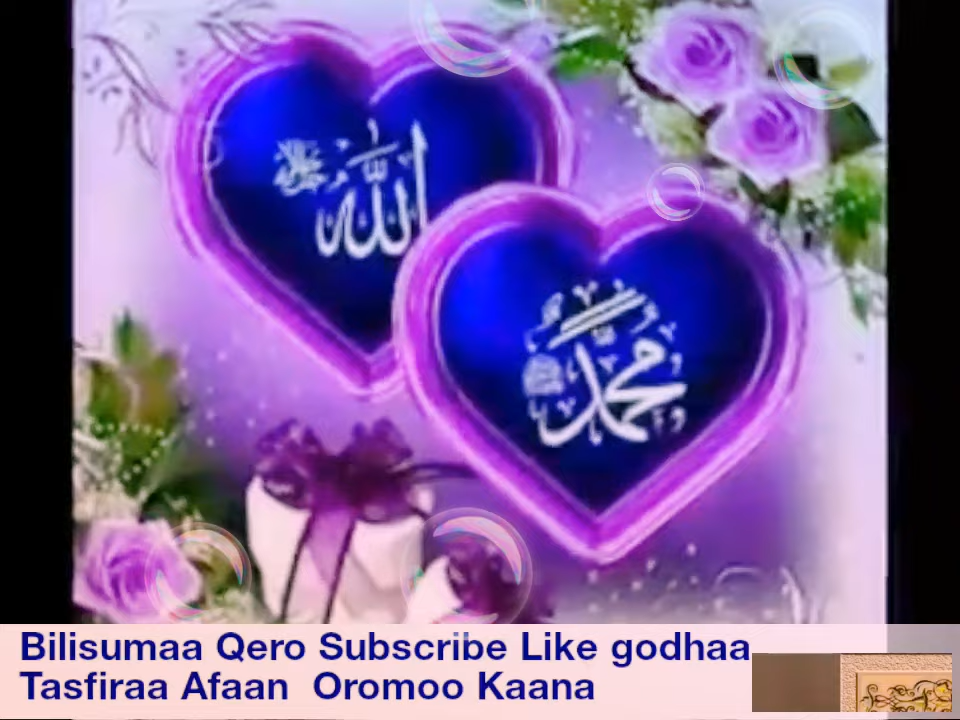 الله
محمد
Bilisumaa Qero Subscribe Like godhaa
Tasfiraa Afaan Oromoo Kaana